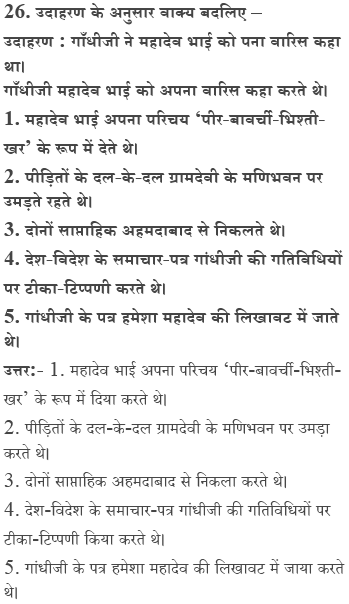 26. उदाहरण के अनुसार वाक्य बदलिए –
उदाहरण : गाँधीजी ने महादेव भाई को पना वारिस कहा
था।
गाँधीजी महादेव भाई को अपना वारिस कहा करते थे।
1. महादेव भाई अपना परिचय ‘पीर-बावर्ची-भिश्ती-
खर’ के रूप में देते थे।
2. पीड़ितों के दल-के-दल ग्रामदेवी के मणिभवन पर
उमड़ते रहते थे।
3. दोनों साप्ताहिक अहमदाबाद से निकलते थे।
4. देश-विदेश के समाचार-पत्र गांधीजी की गतिविधियों
पर टीका-टिप्पणी करते थे।
5. गांधीजी के पत्र हमेशा महादेव की लिखावट में जाते
थे।
उत्तर:- 1. महादेव भाई अपना परिचय ‘पीर-बावर्ची-भिश्ती-
खर’ के रूप में दिया करते थे।
2. पीड़ितों के दल-के-दल ग्रामदेवी के मणिभवन पर उमड़ा
करते थे।
3. दोनों साप्ताहिक अहमदाबाद से निकला करते थे।
4. देश-विदेश के समाचार-पत्र गांधीजी की गतिविधियों पर
टीका-टिप्पणी किया करते थे।
5. गांधीजी के पत्र हमेशा महादेव की लिखावट में जाया करते
थे।